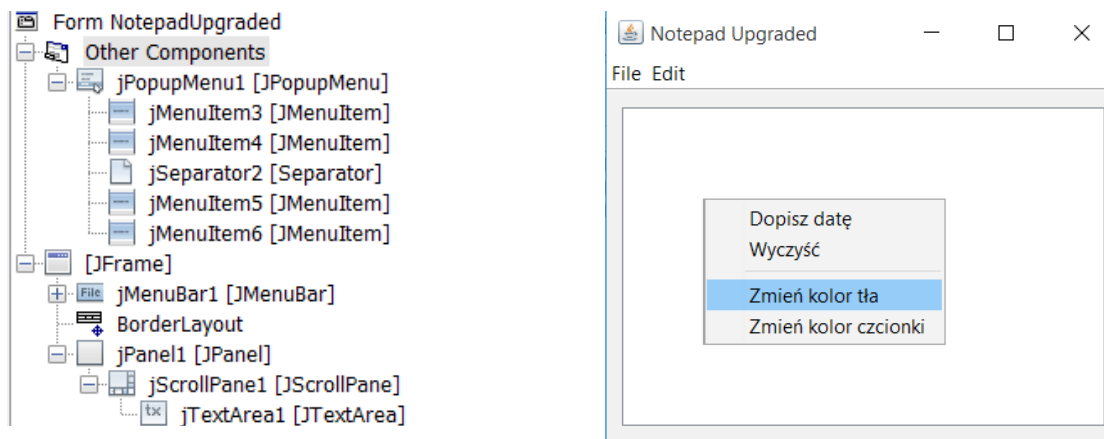 Form NotepadUpgraded
Other Components
jPopupMenu1 [JPopupMenu]
jMenuItem3 [JMenuItem]
jMenuItem4 [JMenuItem]
jSeparator2 [Separator]
jMenuItem5 [JMenuItem]
jMenuItem6 [JMenuItem]
[JFrame]
File jMenuBar1 [JMenuBar]
BorderLayout
jPanel1 [JPanel]
jScrollPane1 [JScrollPane]
tx jTextArea1 [JTextArea]
Notepad Upgraded
File Edit
Dopisz datę
Wyczyść
Zmień kolor tła
Zmień kolor czcionki